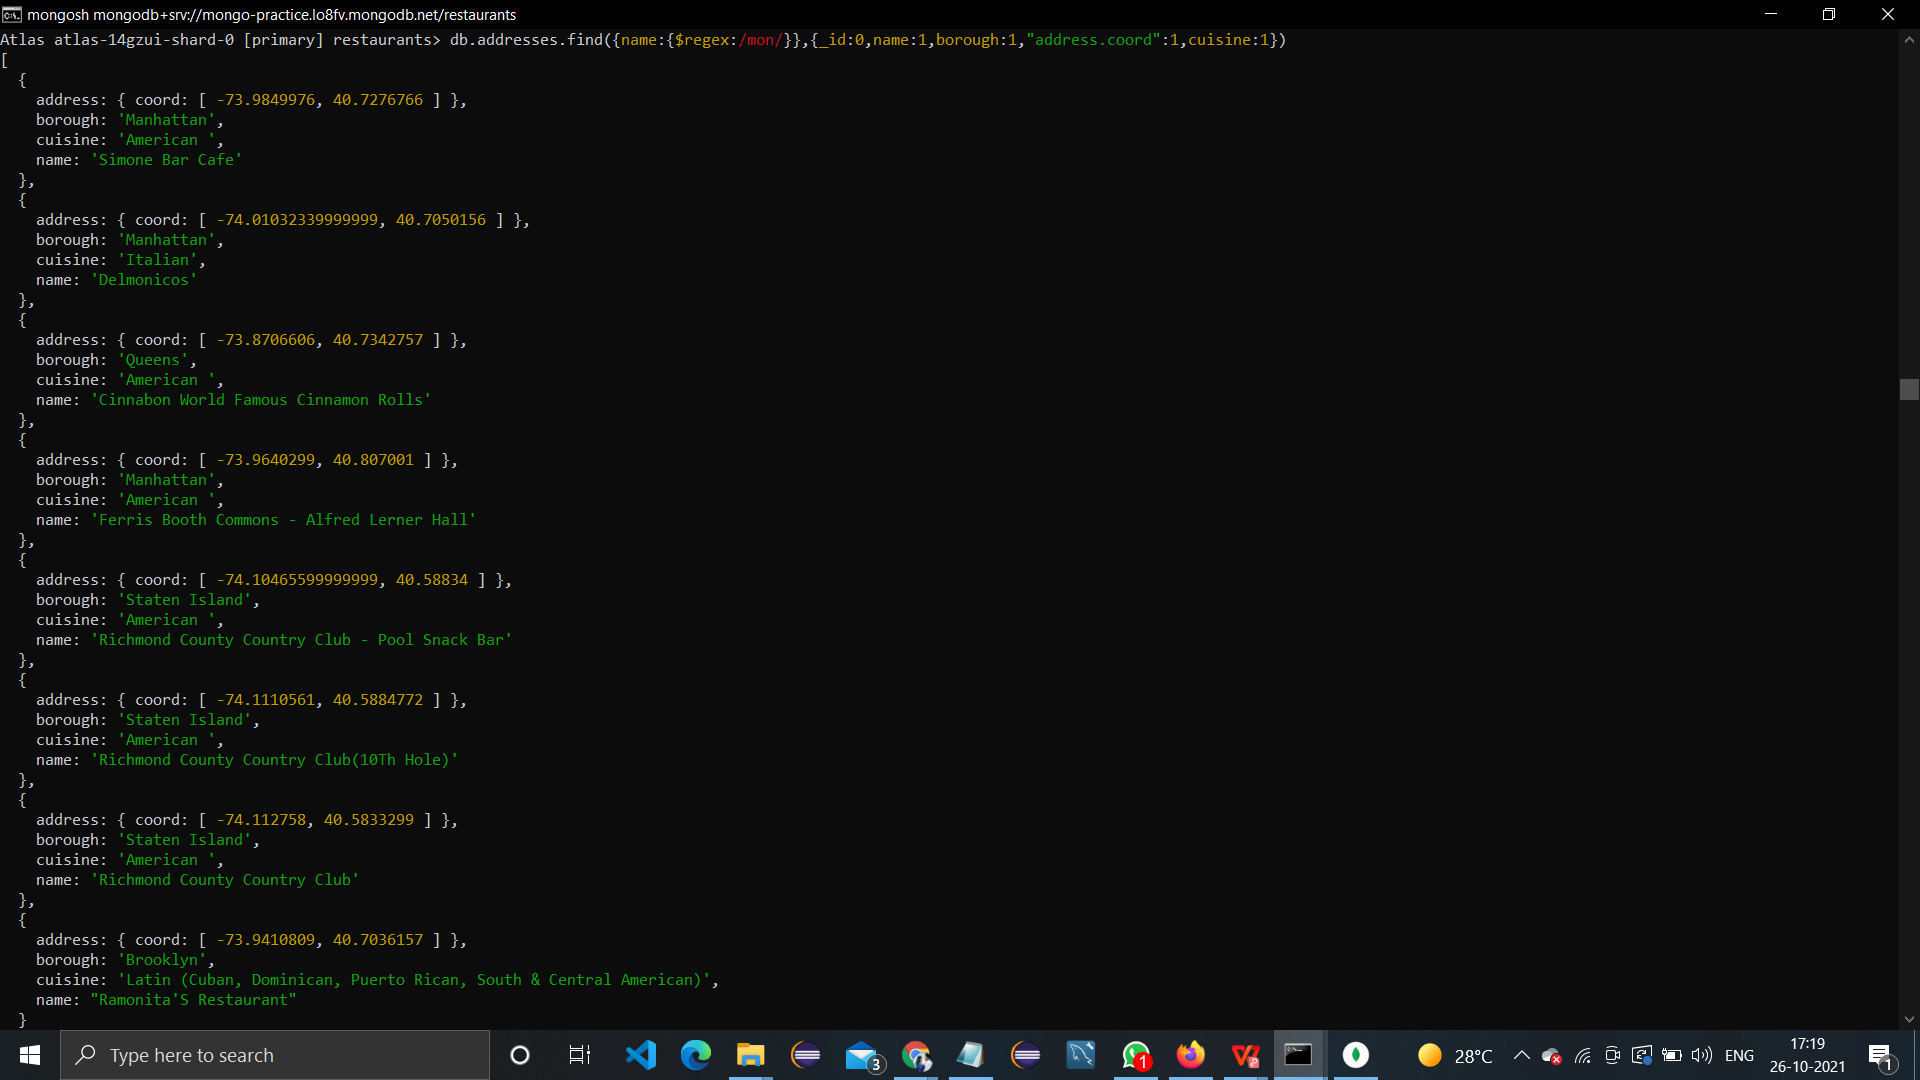 mongosh mongodb+srv://mongo-practice.lo8fv.mongodb.net/restaurants
Atlas atlas-14gzui-shard-0 [primary] restaurants> db.addresses.find({name:{$regex:/mon/}},{_id:0,name:1,borough:1,"address.coord":1,cuisine:1})
[
  {
    address: { coord: [ -73.9849976, 40.7276766 ] },
    borough: 'Manhattan',
    cuisine: 'American ',
    name: 'Simone Bar Cafe'
  },
  {
    address: { coord: [ -74.01032339999999, 40.7050156 ] },
    borough: 'Manhattan',
    cuisine: 'Italian',
    name: 'Delmonicos'
  },
  {
    address: { coord: [ -73.8706606, 40.7342757 ] },
    borough: 'Queens',
    cuisine: 'American ',
    name: 'Cinnabon World Famous Cinnamon Rolls'
  },
  {
    address: { coord: [ -73.9640299, 40.807001 ] },
    borough: 'Manhattan',
    cuisine: 'American ',
    name: 'Ferris Booth Commons - Alfred Lerner Hall'
  },
  {
    address: { coord: [ -74.10465599999999, 40.58834 ] },
    borough: 'Staten Island',
    cuisine: 'American ',
    name: 'Richmond County Country Club - Pool Snack Bar'
  },
  {
    address: { coord: [ -74.1110561, 40.5884772 ] },
    borough: 'Staten Island',
    cuisine: 'American ',
    name: 'Richmond County Country Club(10Th Hole)'
  },
  {
    address: { coord: [ -74.112758, 40.5833299 ] },
    borough: 'Staten Island',
    cuisine: 'American ',
    name: 'Richmond County Country Club'
  },
  {
    address: { coord: [ -73.9410809, 40.7036157 ] },
    borough: 'Brooklyn',
    cuisine: 'Latin (Cuban, Dominican, Puerto Rican, South & Central American)',
    name: "Ramonita'S Restaurant"
  }
Type here to search
3
1
28°C
ENG
17:19
26-10-2021
1